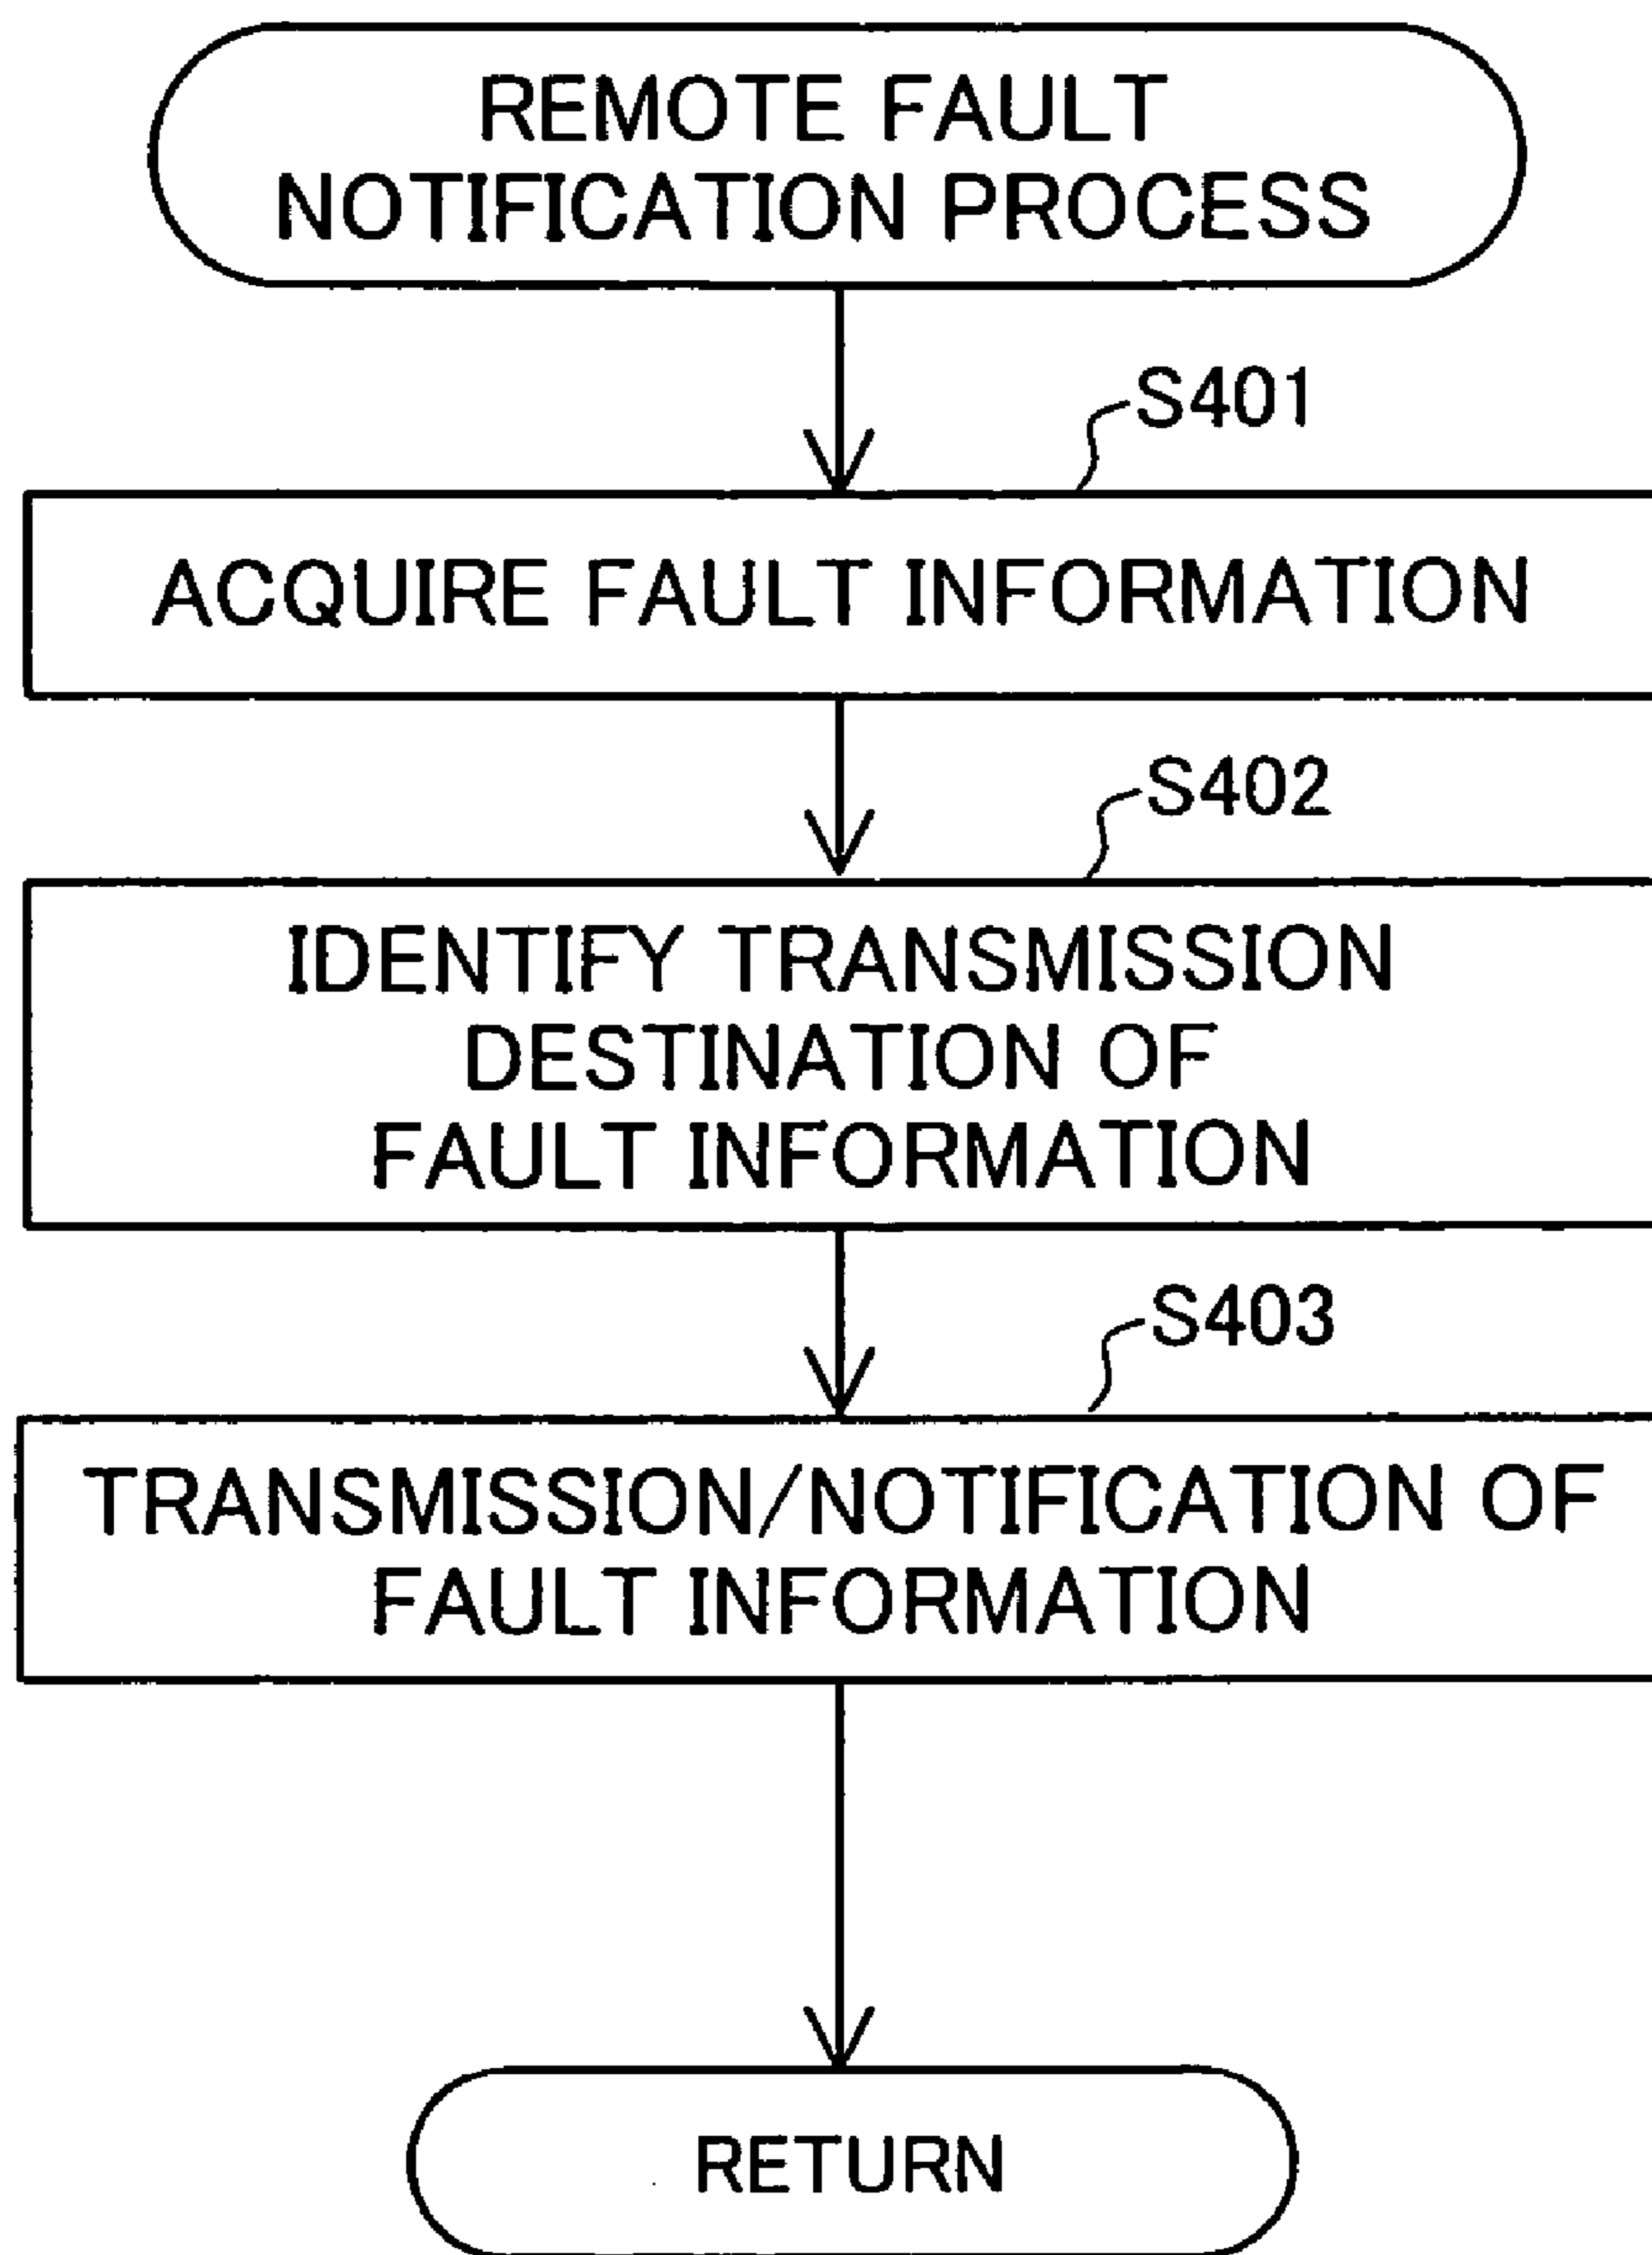 REMOTE FAULT
NOTIFICATION PROCESS
S401
ACQUIRE FAULT INFORMATION
S402
IDENTIFY TRANSMISSION
DESTINATION OF
FAULT INFORMATION
S403
TRANSMISSION/NOTIFICATION OF
FAULT INFORMATION
RETURN